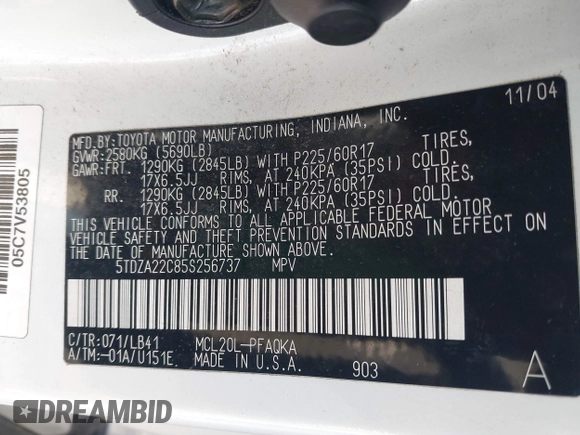 MFD.BY:TOYOTA MOTOR MANUFACTURING, INDIANA, INC. 11/04
GVWR:2580KG (5690LB)
GAWR:FRT. 1290KG (2845LB) WITH P225/60R17 TIRES,
17X6.5JJ RIMS, AT 240KPA (35PSI) COLD.
RR. 1290KG (2845LB) WITH P225/60R17 TIRES,
17X6.5JJ RIMS, AT 240KPA (35PSI) COLD.
THIS VEHICLE CONFORMS TO ALL APPLICABLE FEDERAL MOTOR
VEHICLE SAFETY AND THEFT PREVENTION STANDARDS IN EFFECT ON
THE DATE OF MANUFACTURE SHOWN ABOVE.
5TDZA22C85S256737 MPV
C/TR:071/LB41 MCL20L-PFAQKA
A/TM:-01A/U151E MADE IN U.S.A. 903 A
05C7V53805
DREAMBID